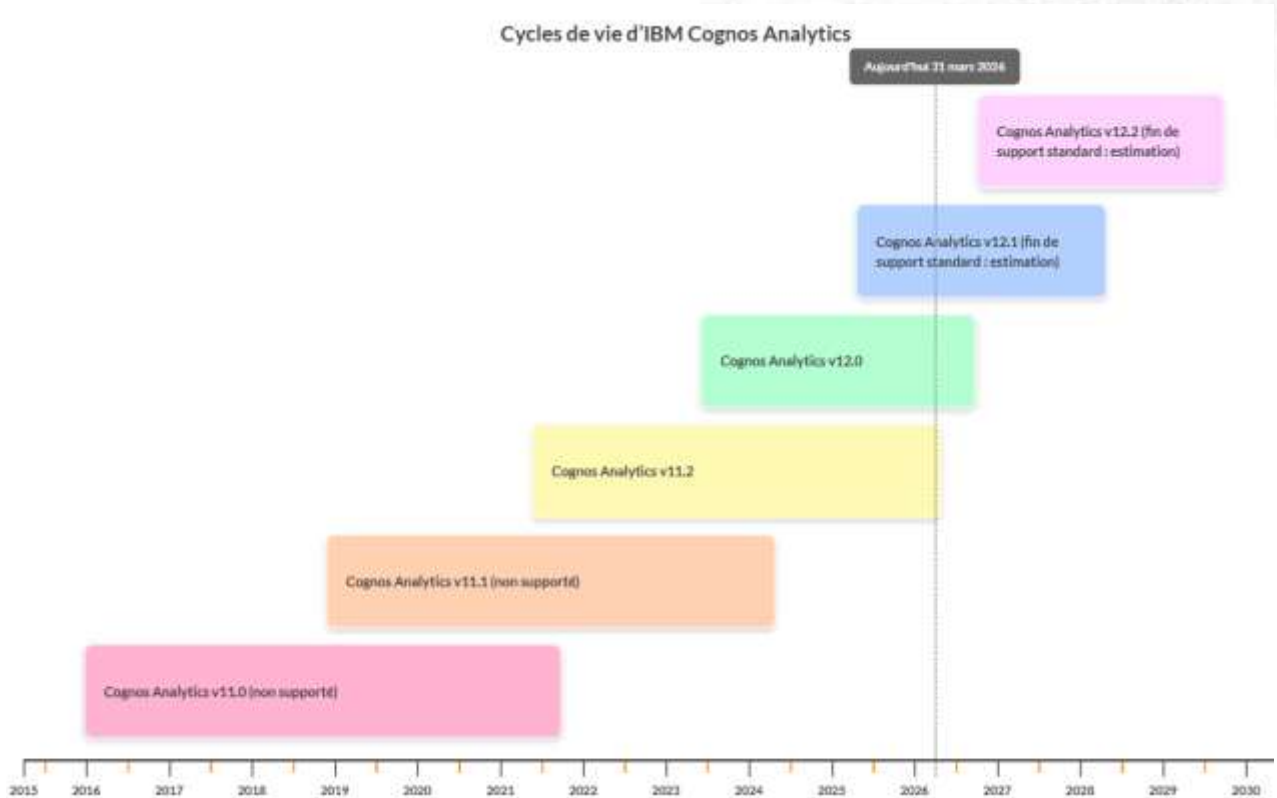 Cycles de vie d'IBM Cognos Analytics
Aujourd'hui 31 mars 2026
Cognos Analytics v12.2 (fin de
support standard : estimation)
Cognos Analytics v12.1 (fin de
support standard : estimation)
Cognos Analytics v12.0
Cognos Analytics v11.2
Cognos Analytics v11.1 (non supporté)
Cognos Analytics v11.0 (non supporté)
2015 2016 2017 2018 2019 2020 2021 2022 2023 2024 2025 2026 2027 2028 2029 2030